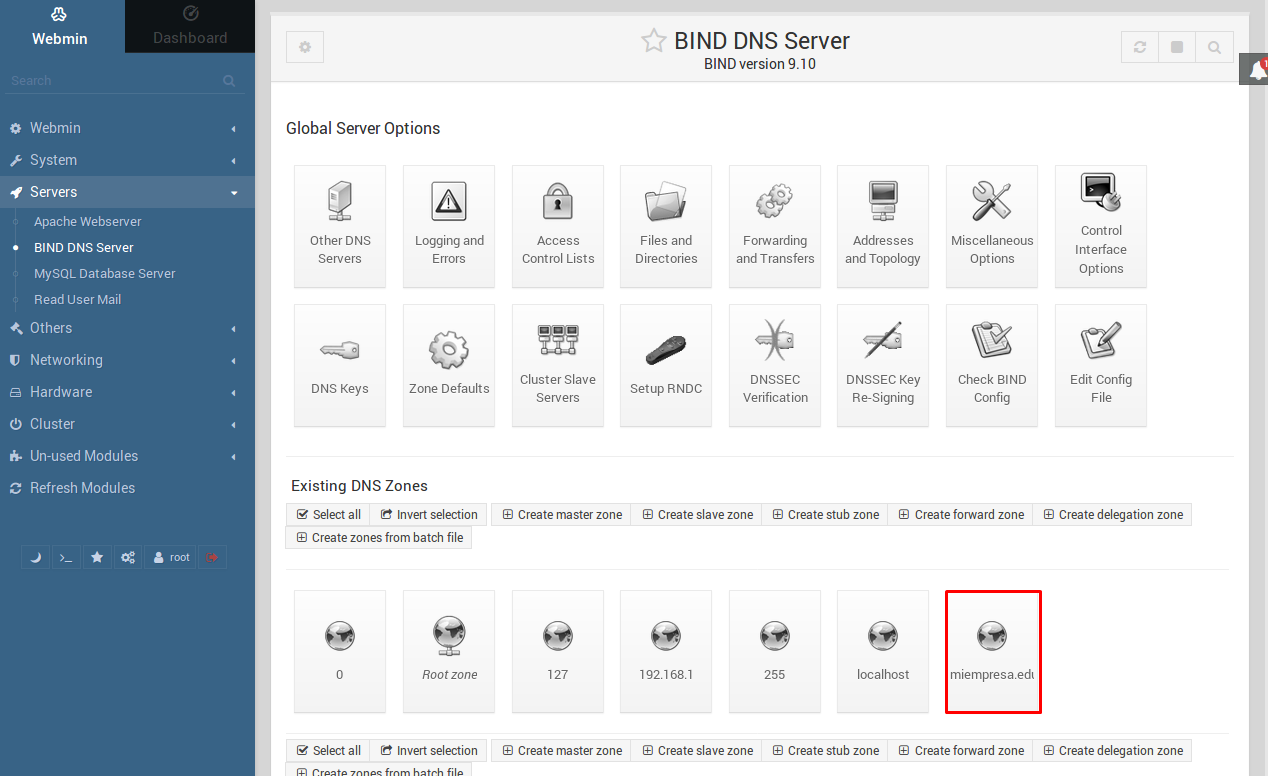 Webmin
Dashboard
Search
Webmin
System
Servers
Apache Webserver
BIND DNS Server
MySQL Database Server
Read User Mail
Others
Networking
Hardware
Cluster
Un-used Modules
Refresh Modules
root
BIND DNS Server
BIND version 9.10
1
Global Server Options
Other DNS
Servers
Logging and
Errors
Access
Control Lists
Files and
Directories
Forwarding
and Transfers
Addresses
and Topology
Miscellaneous
Options
Control
Interface
Options
DNS Keys
Zone Defaults
Cluster Slave
Servers
Setup RNDC
DNSSEC
Verification
DNSSEC Key
Re-Signing
Check BIND
Config
Edit Config
File
Existing DNS Zones
Select all Invert selection Create master zone Create slave zone Create stub zone Create forward zone Create delegation zone
Create zones from batch file
0
Root zone
127
192.168.1
255
localhost
miempresa.edu
Select all Invert selection Create master zone Create slave zone Create stub zone Create forward zone Create delegation zone
Create zones from batch file